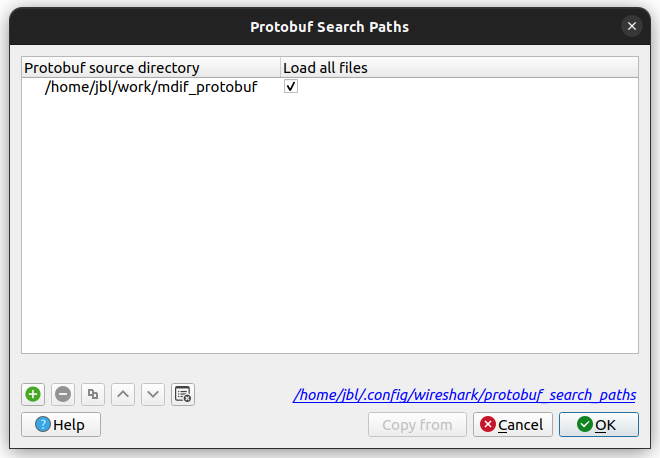 Protobuf Search Paths
Protobuf source directory Load all files
/home/jbl/work/mdif_protobuf
/home/jbl/.config/wireshark/protobuf_search_paths
Help Copy from Cancel OK